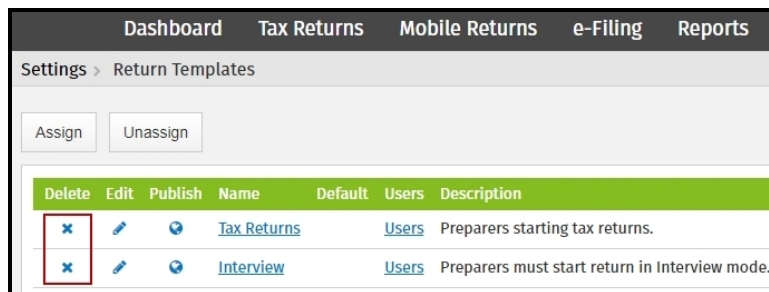 Dashboard Tax Returns Mobile Returns e-Filing Reports
Settings > Return Templates
Assign Unassign
Delete Edit Publish Name Default Users Description
Tax Returns Users Preparers starting tax returns.
Interview Users Preparers must start return in Interview mode.